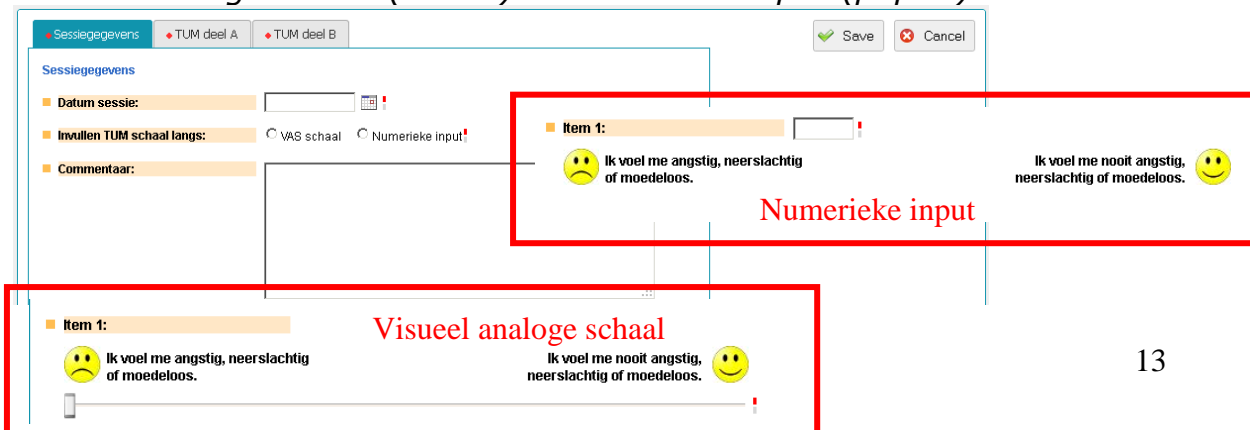 Sessiegegevens
TUM deel A
TUM deel B
Save
Cancel
Sessiegegevens
Datum sessie:
Invullen TUM schaal langs:
VAS schaal
Numerieke input
Commentaar:
Item 1:
Ik voel me angstig, neerslachtig
of moedeloos.
Ik voel me nooit angstig,
neerslachtig of moedeloos.
Numerieke input
Item 1:
Visueel analoge schaal
Ik voel me angstig, neerslachtig
of moedeloos.
Ik voel me nooit angstig,
neerslachtig of moedeloos.
13